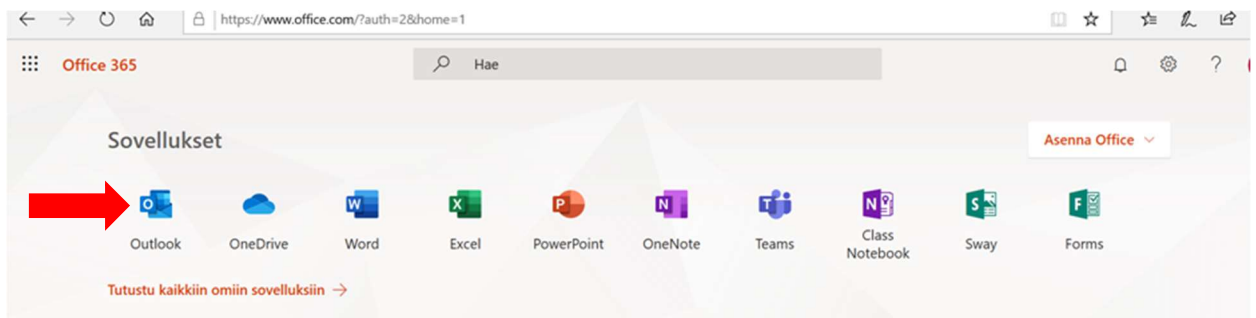 https://www.office.com/?auth=2&home=1
Office 365
Hae
?
Sovellukset
Asenna Office
Outlook OneDrive Word Excel PowerPoint OneNote Teams Class Notebook Sway Forms
Tutustu kaikkiin omiin sovelluksiin →